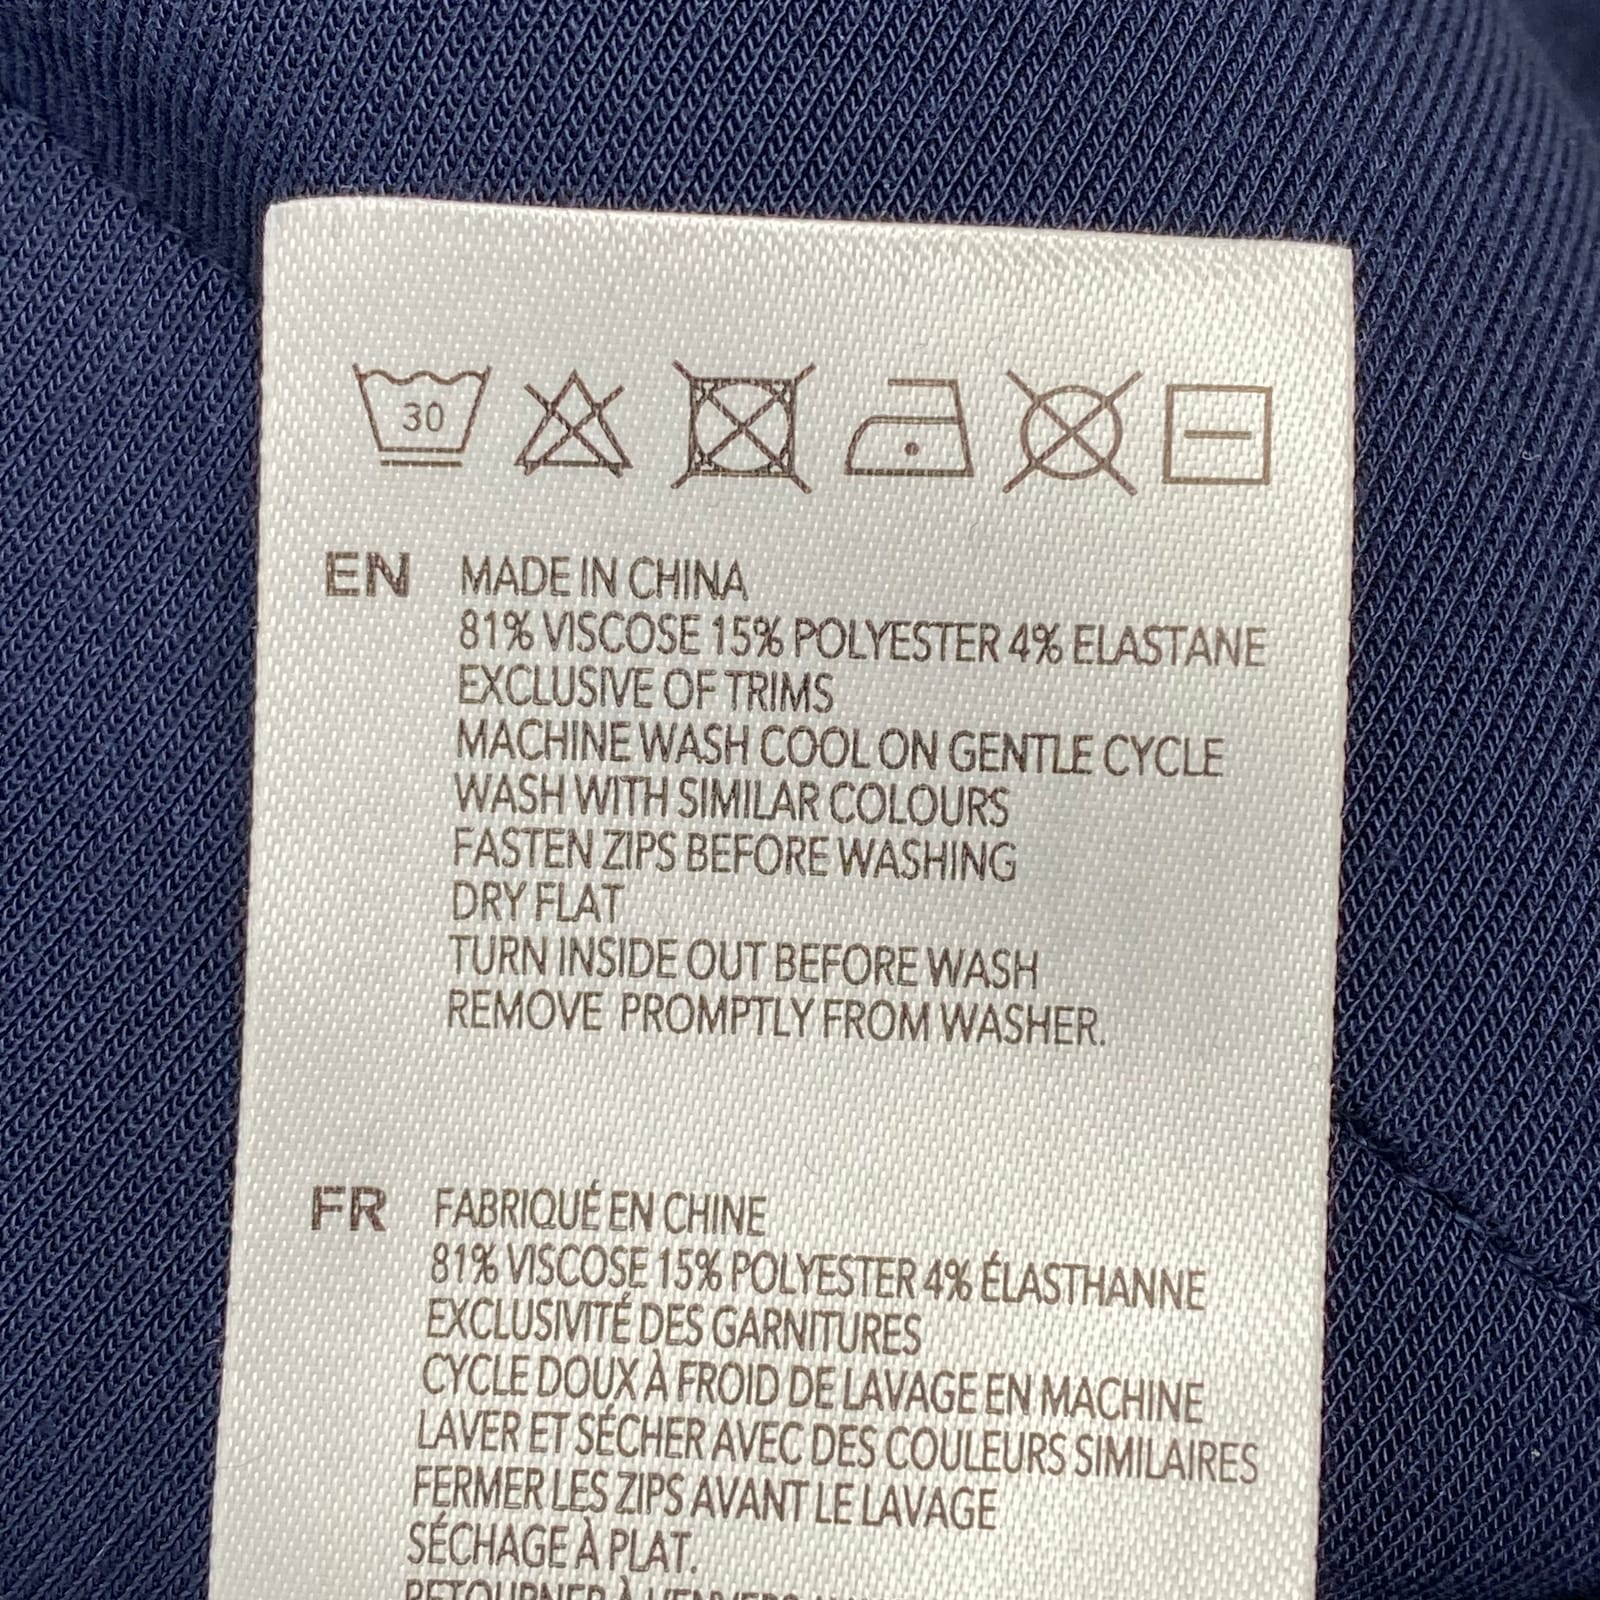 30
EN MADE IN CHINA
81% VISCOSE 15% POLYESTER 4% ELASTANE
EXCLUSIVE OF TRIMS
MACHINE WASH COOL ON GENTLE CYCLE
WASH WITH SIMILAR COLOURS
FASTEN ZIPS BEFORE WASHING
DRY FLAT
TURN INSIDE OUT BEFORE WASH
REMOVE PROMPTLY FROM WASHER.
FR FABRIQUÉ EN CHINE
81% VISCOSE 15% POLYESTER 4% ÉLASTHANNE
EXCLUSIVITÉ DES GARNITURES
CYCLE DOUX À FROID DE LAVAGE EN MACHINE
LAVER ET SÉCHER AVEC DES COULEURS SIMILAIRES
FERMER LES ZIPS AVANT LE LAVAGE
SÉCHAGE À PLAT.
RETOURNER À L'ENVERS